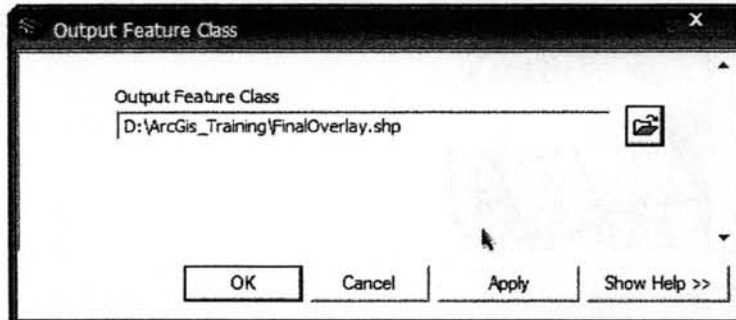 Output Feature Class
Output Feature Class
D:\ArcGis_Training\FinalOverlay.shp
OK Cancel Apply Show Help >>